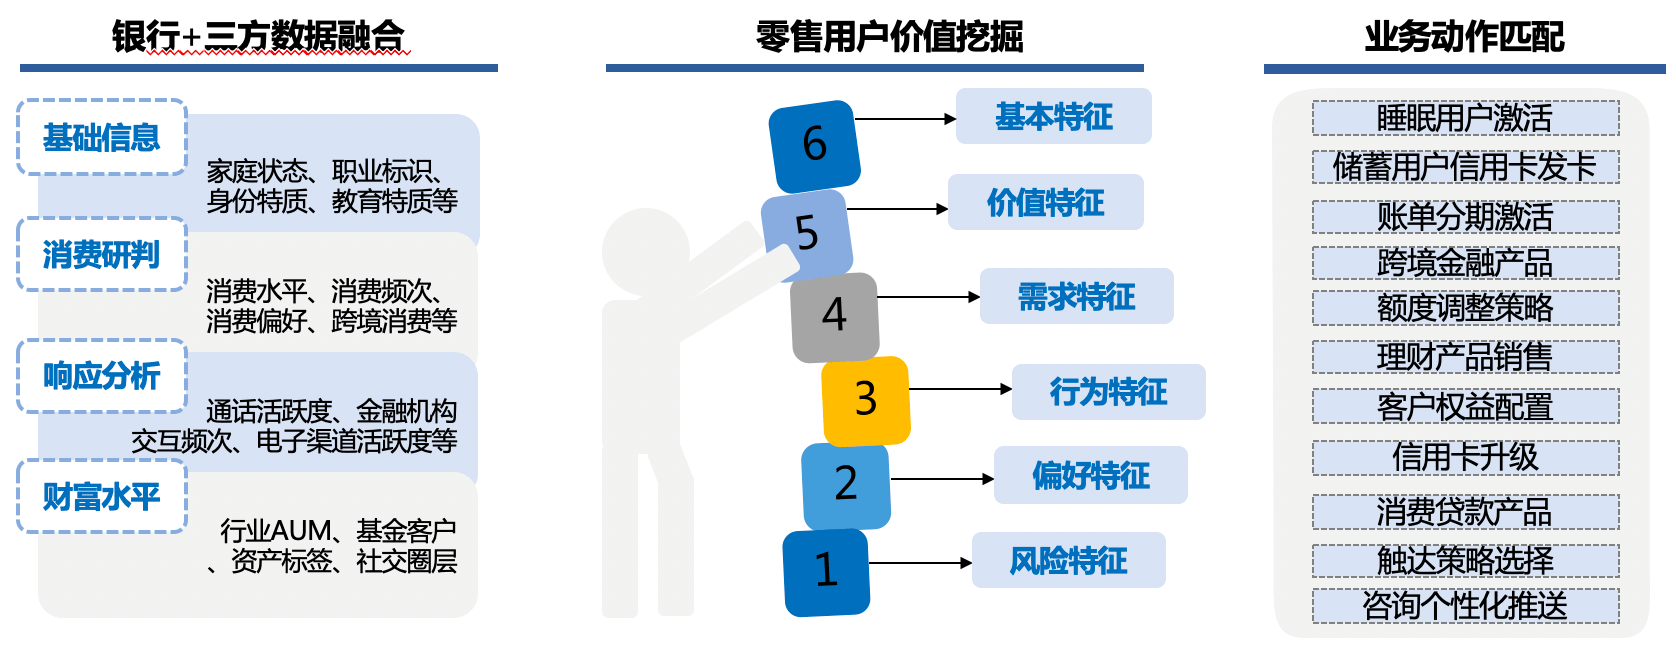 银行+三方数据融合
基础信息
家庭状态、职业标识、
身份特质、教育特质等
消费研判
消费水平、消费频次、
消费偏好、跨境消费等
响应分析
通话活跃度、金融机构
交互频次、电子渠道活跃度等
财富水平
行业AUM、基金客户
、资产标签、社交圈层
零售用户价值挖掘
6
基本特征
5
价值特征
4
需求特征
3
行为特征
2
偏好特征
1
风险特征
业务动作匹配
睡眠用户激活
储蓄用户信用卡发卡
账单分期激活
跨境金融产品
额度调整策略
理财产品销售
客户权益配置
信用卡升级
消费贷款产品
触达策略选择
咨询个性化推送